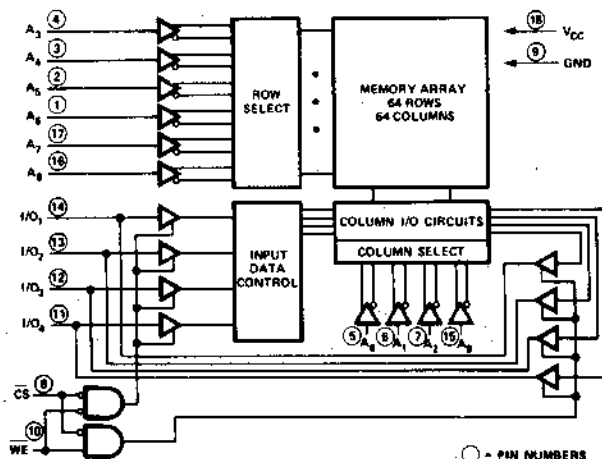 A3 4
A4 3
A5 2
A6 1
A7 17
A8 16
ROW
SELECT
MEMORY ARRAY
64 ROWS
64 COLUMNS
18 VCC
9 GND
I/O1 14
I/O2 13
I/O3 12
I/O4 11
INPUT
DATA
CONTROL
COLUMN I/O CIRCUITS
COLUMN SELECT
5 A0 6 A1 7 A2 15 A9
CS 8
WE 10
= PIN NUMBERS